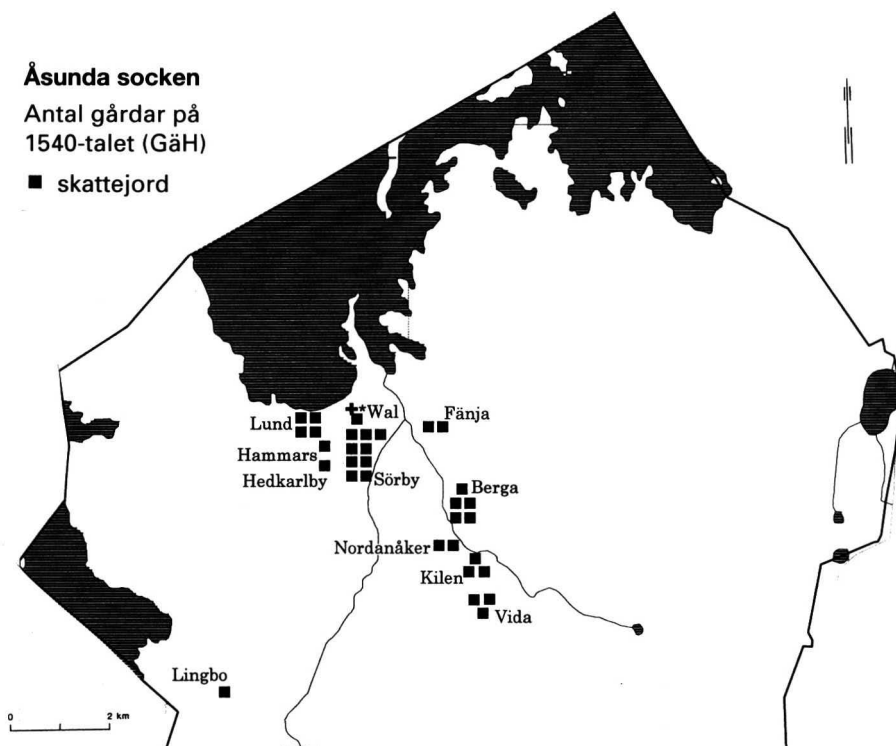 Åsunda socken
Antal gårdar på
1540-talet (GäH)
■ skattejord
*Wal
Lund
Fänja
Hammars
Hedkarlby
Sörby
Berga
Nordanåker
Kilen
Vida
Lingbo
0 2 km